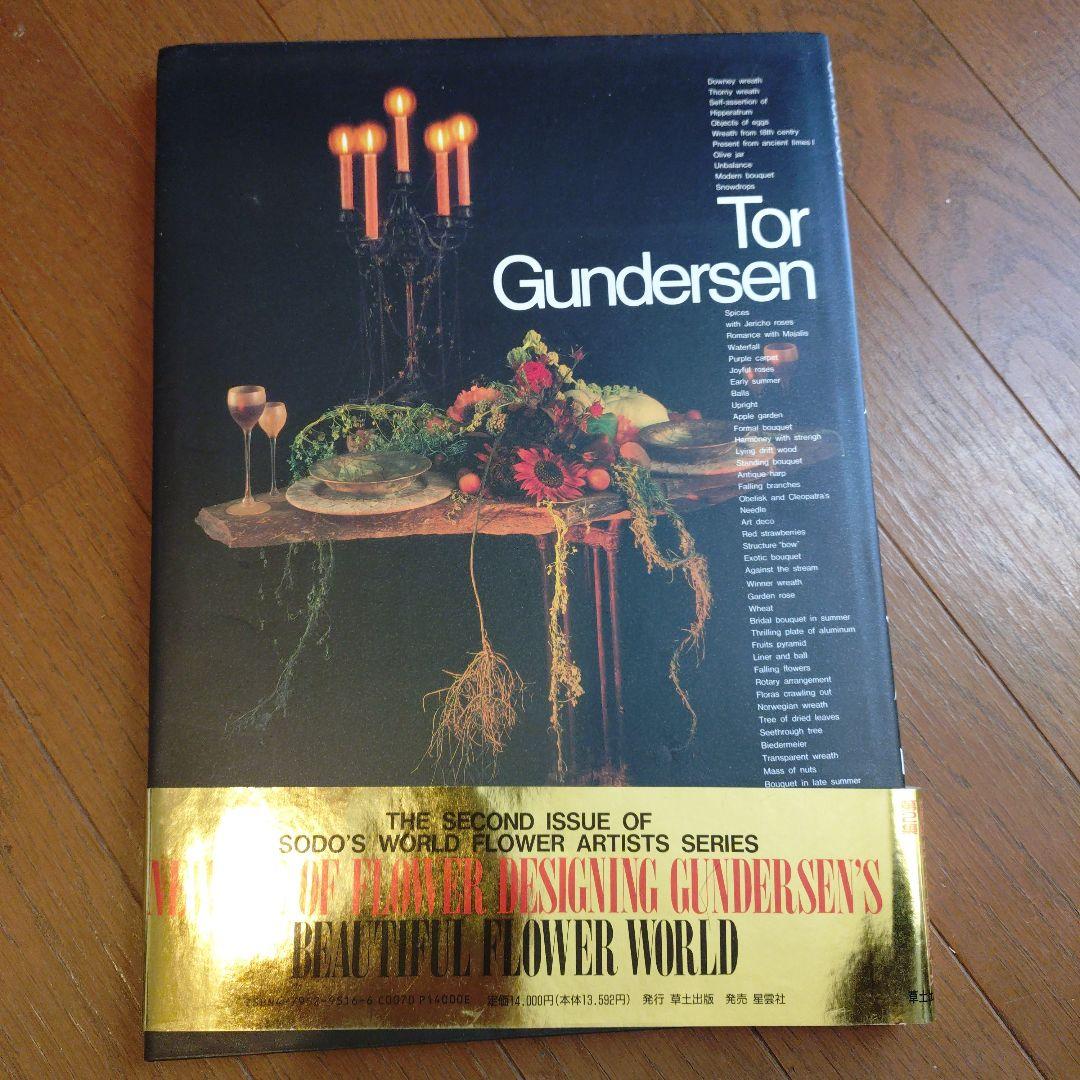 Downey wreath
Thorny wreath
Self-assertion of
Hipperatrum
Objects of eggs
Wreath from 18th centry
Present from ancient times!
Olive jar
Unbalance
Modern bouquet
Snowdrops
Tor
Gundersen
Spices
with Jericho roses
Romance with Majalis
Waterfall
Purple carpet
Joyful roses
Early summer
Balls
Upright
Apple garden
Formal bouquet
Harmoney with strengh
Lying drift wood
Standing bouquet
Antique harp
Falling branches
Obelisk and Cleopatra's
Needle
Art deco
Red strawberries
Structure "bow"
Exotic bouquet
Against the stream
Winner wreath
Garden rose
Wheat
Bridal bouquet in summer
Thrilling plate of aluminum
Fruits pyramid
Liner and ball
Falling flowers
Rotary arrangement
Floras crawling out
Norwegian wreath
Tree of dried leaves
Seethrough tree
Biedermeier
Transparent wreath
Mass of nuts
Bouquet in late summer
THE SECOND ISSUE OF
SODO'S WORLD FLOWER ARTISTS SERIES
OF FLOWER DESIGNING GUNDERSEN'S
BEAUTIFUL FLOWER WORLD
ISBN4-7952-9516-6 C0070 P14000E 定価14,000円(本体13,592円) 発行 草土出版 発売 星雲社
草土